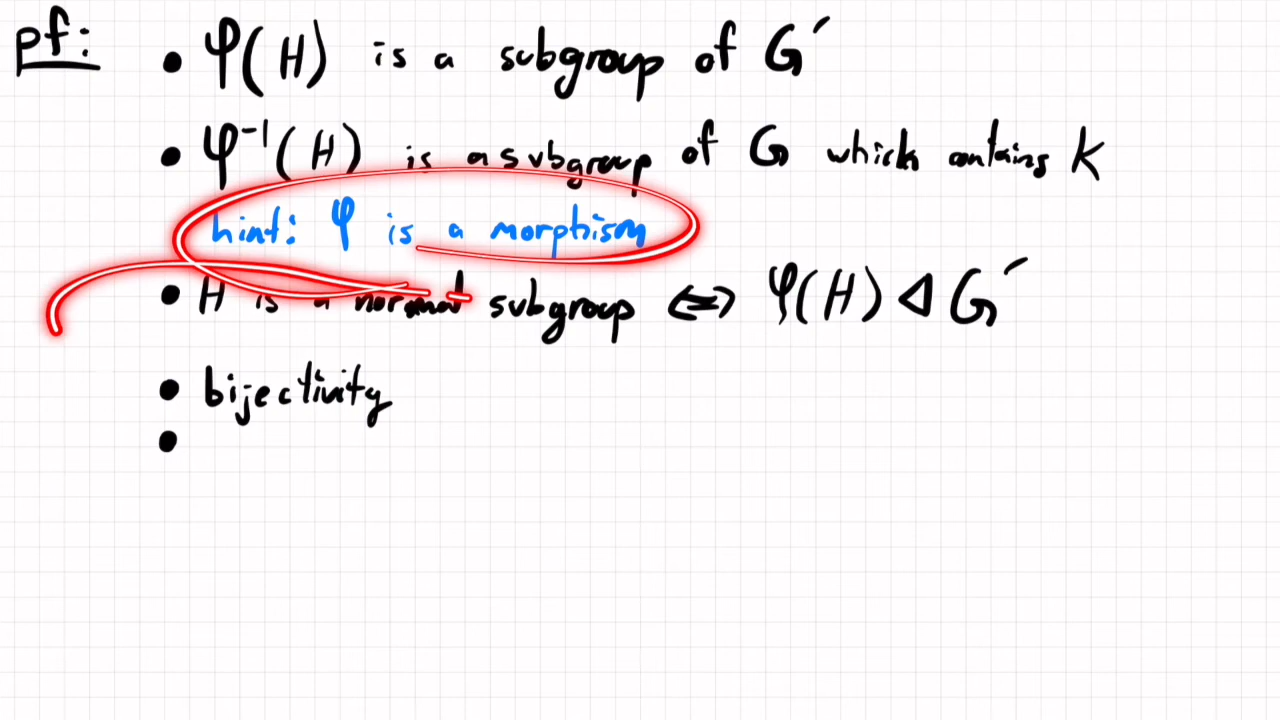 pf: • φ(H) is a subgroup of G′
• φ⁻¹(H) is a subgroup of G which contains K
hint: φ is a morphism
• H is a normal subgroup ⇔ φ(H) ⊲ G′
• bijectivity
•